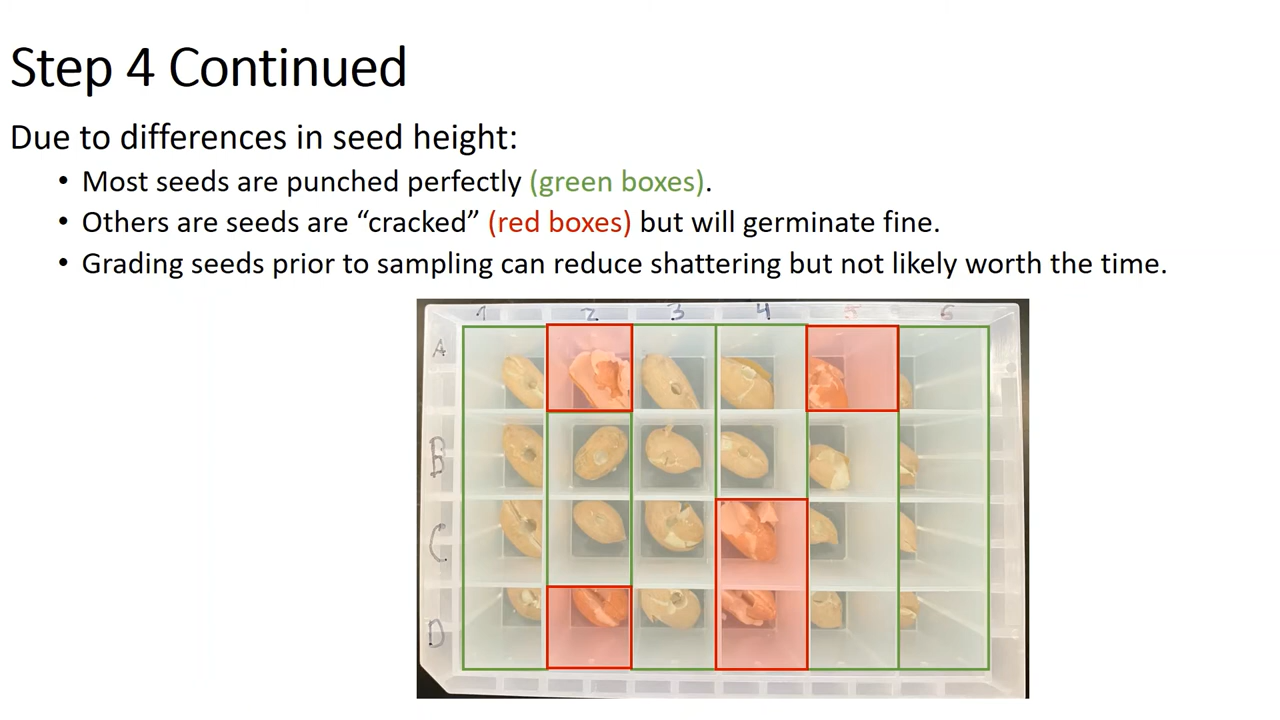 Step 4 Continued
Due to differences in seed height:
• Most seeds are punched perfectly (green boxes).
• Others are seeds are “cracked” (red boxes) but will germinate fine.
• Grading seeds prior to sampling can reduce shattering but not likely worth the time.
1 2 3 4 5 6
A
B
C
D